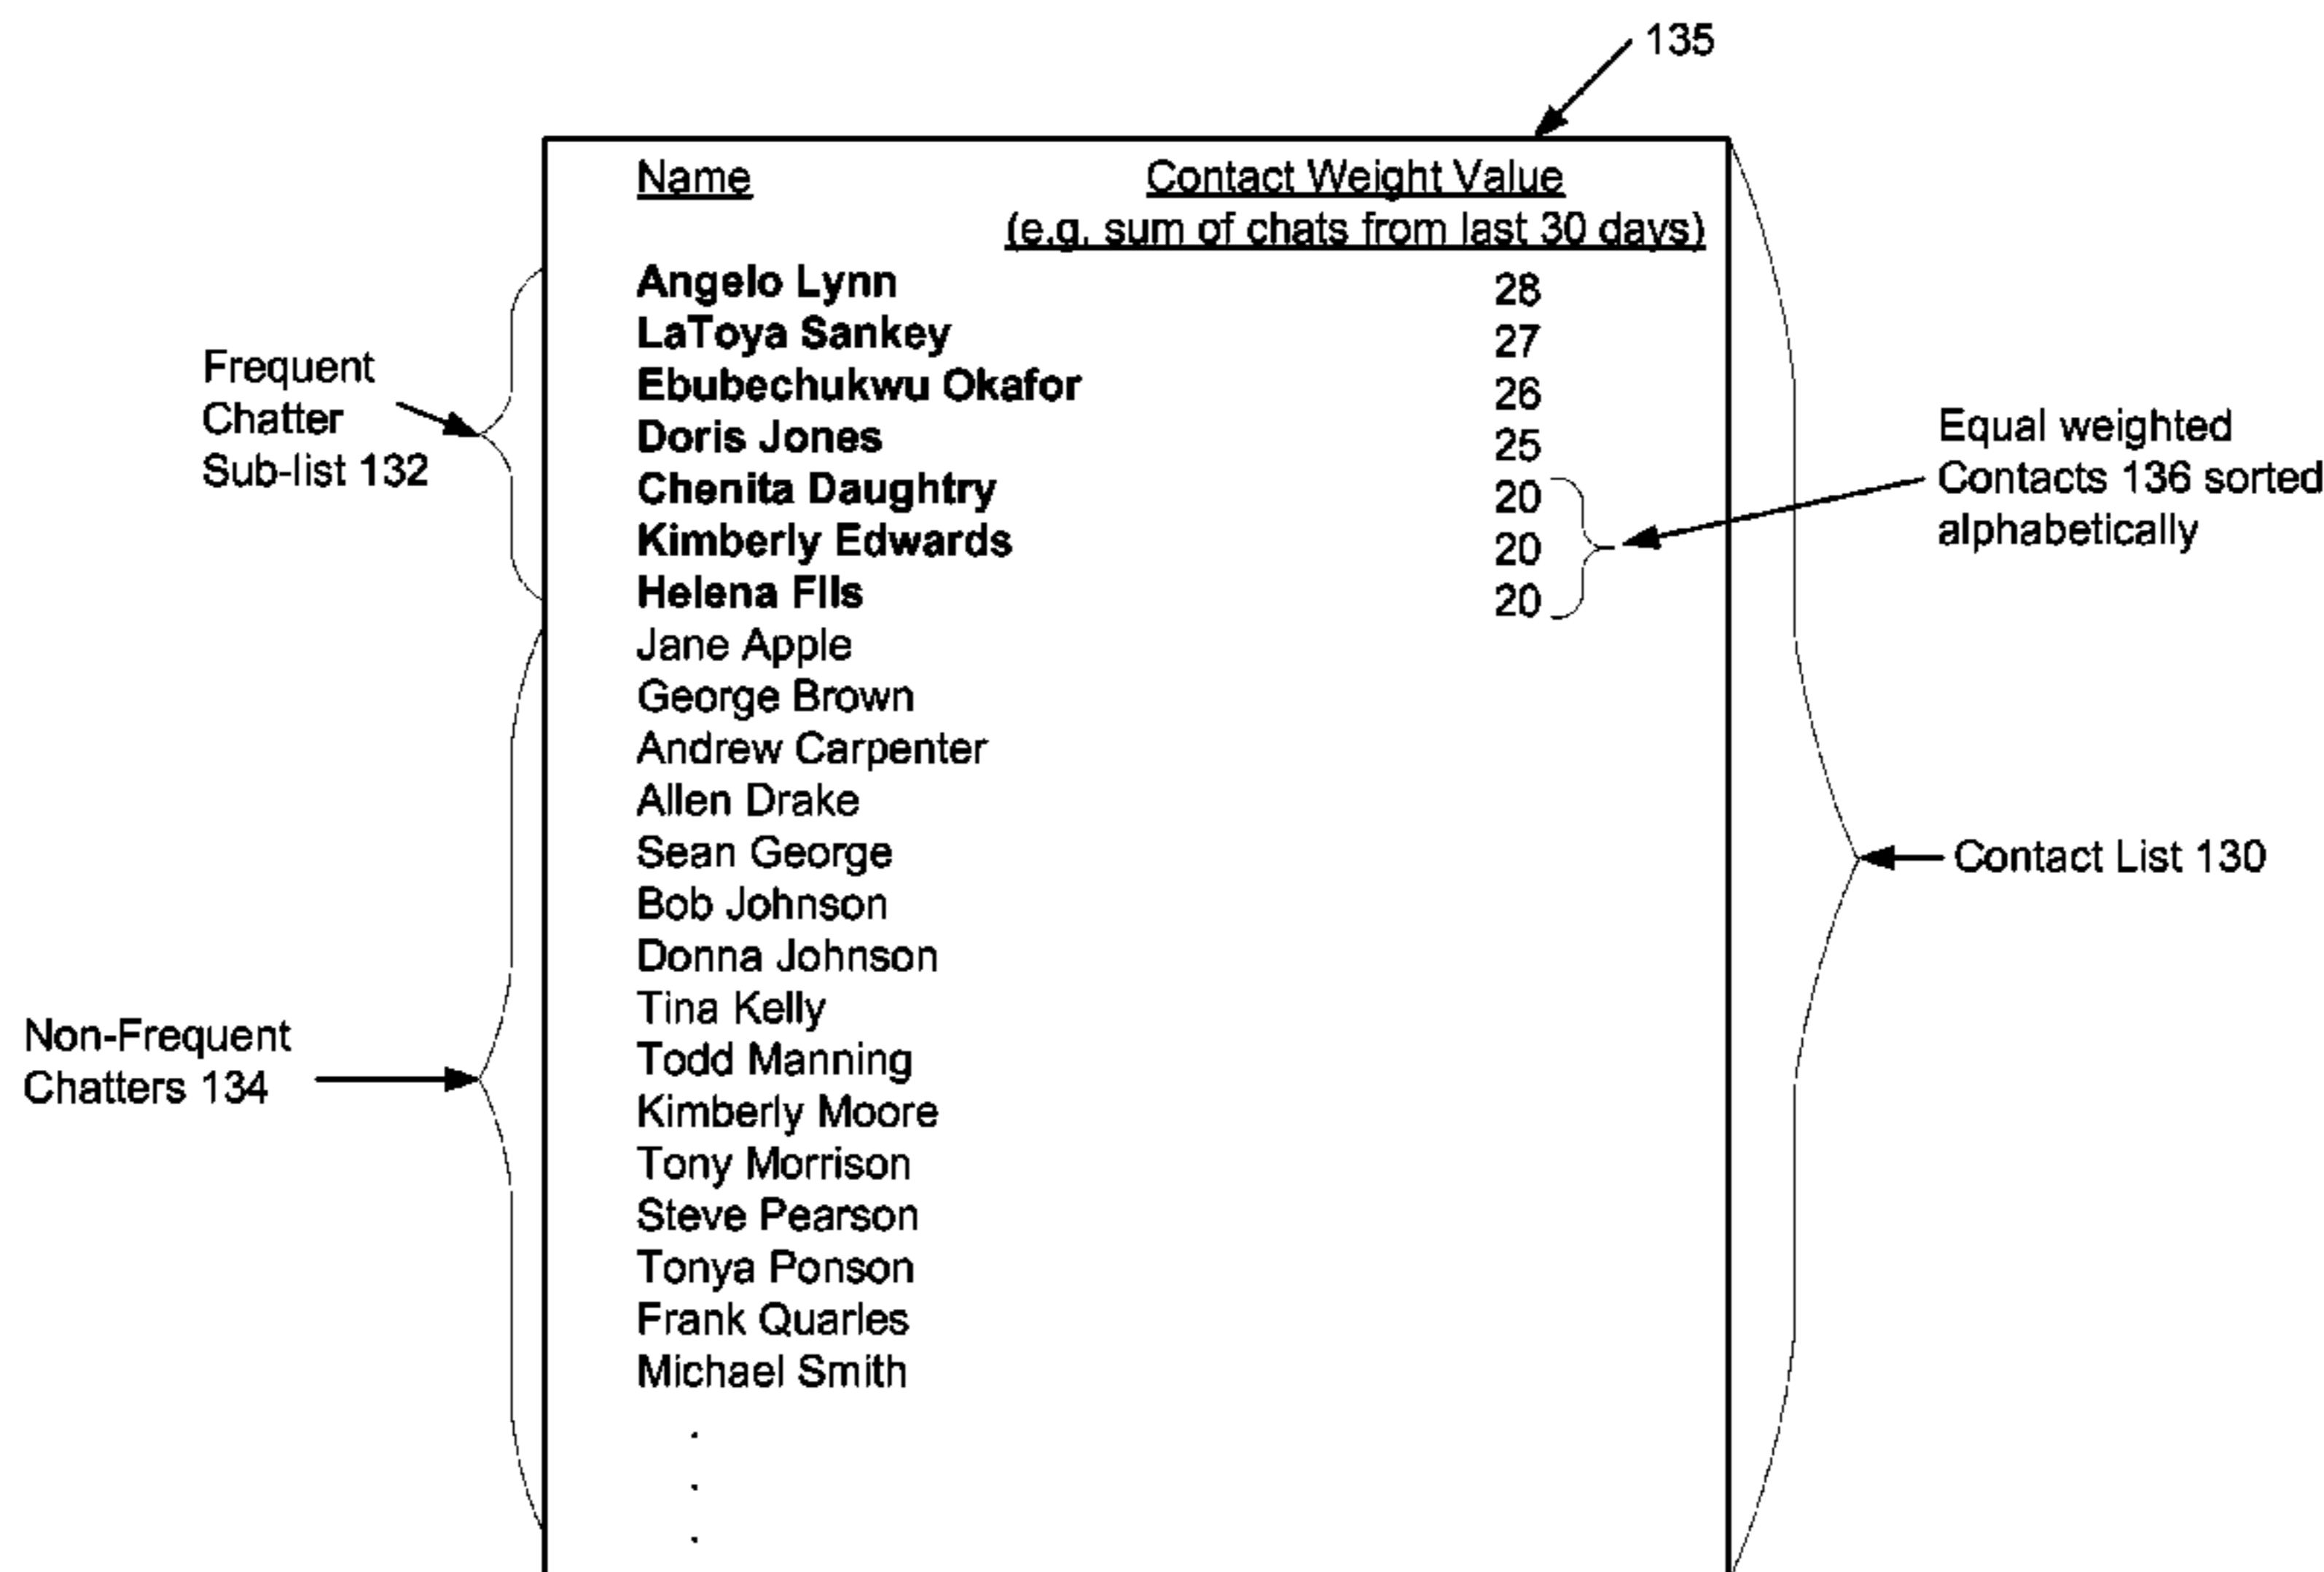 135
Name Contact Weight Value
(e.g. sum of chats from last 30 days)
Angelo Lynn 28
LaToya Sankey 27
Ebubechukwu Okafor 26
Doris Jones 25
Chenita Daughtry 20
Kimberly Edwards 20
Helena FIls 20
Jane Apple
George Brown
Andrew Carpenter
Allen Drake
Sean George
Bob Johnson
Donna Johnson
Tina Kelly
Todd Manning
Kimberly Moore
Tony Morrison
Steve Pearson
Tonya Ponson
Frank Quarles
Michael Smith
.
.
.
Frequent
Chatter
Sub-list 132
Non-Frequent
Chatters 134
Equal weighted
Contacts 136 sorted
alphabetically
Contact List 130